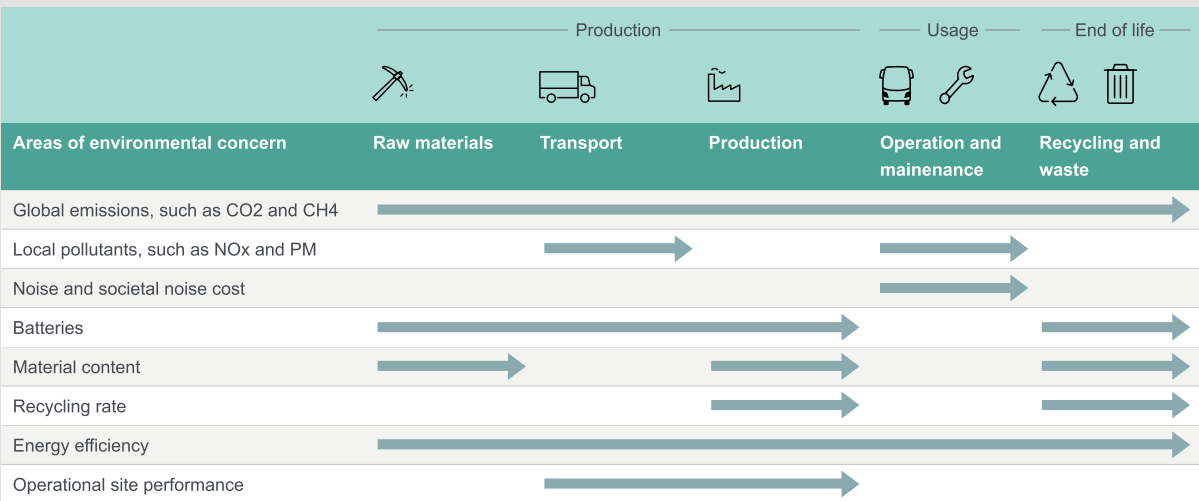 Production
Usage
End of life
Areas of environmental concern
Raw materials
Transport
Production
Operation and
mainenance
Recycling and
waste
Global emissions, such as CO2 and CH4
Local pollutants, such as NOx and PM
Noise and societal noise cost
Batteries
Material content
Recycling rate
Energy efficiency
Operational site performance